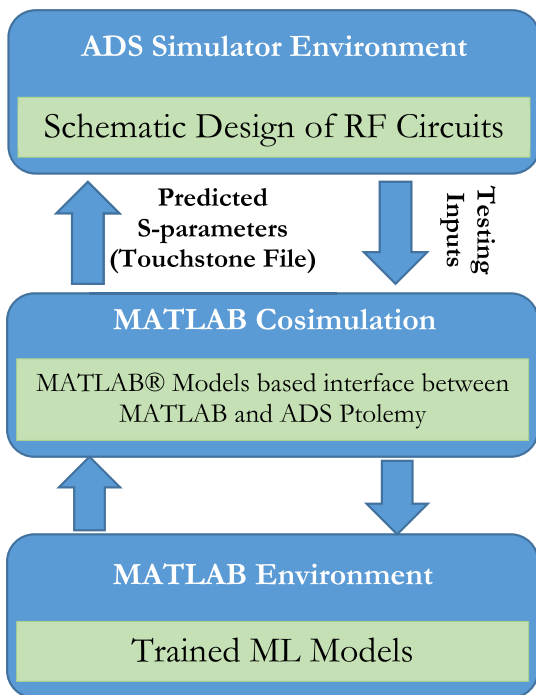 ADS Simulator Environment
Schematic Design of RF Circuits
Predicted
S-parameters
(Touchstone File)
Testing
Inputs
MATLAB Cosimulation
MATLAB® Models based interface between
MATLAB and ADS Ptolemy
MATLAB Environment
Trained ML Models